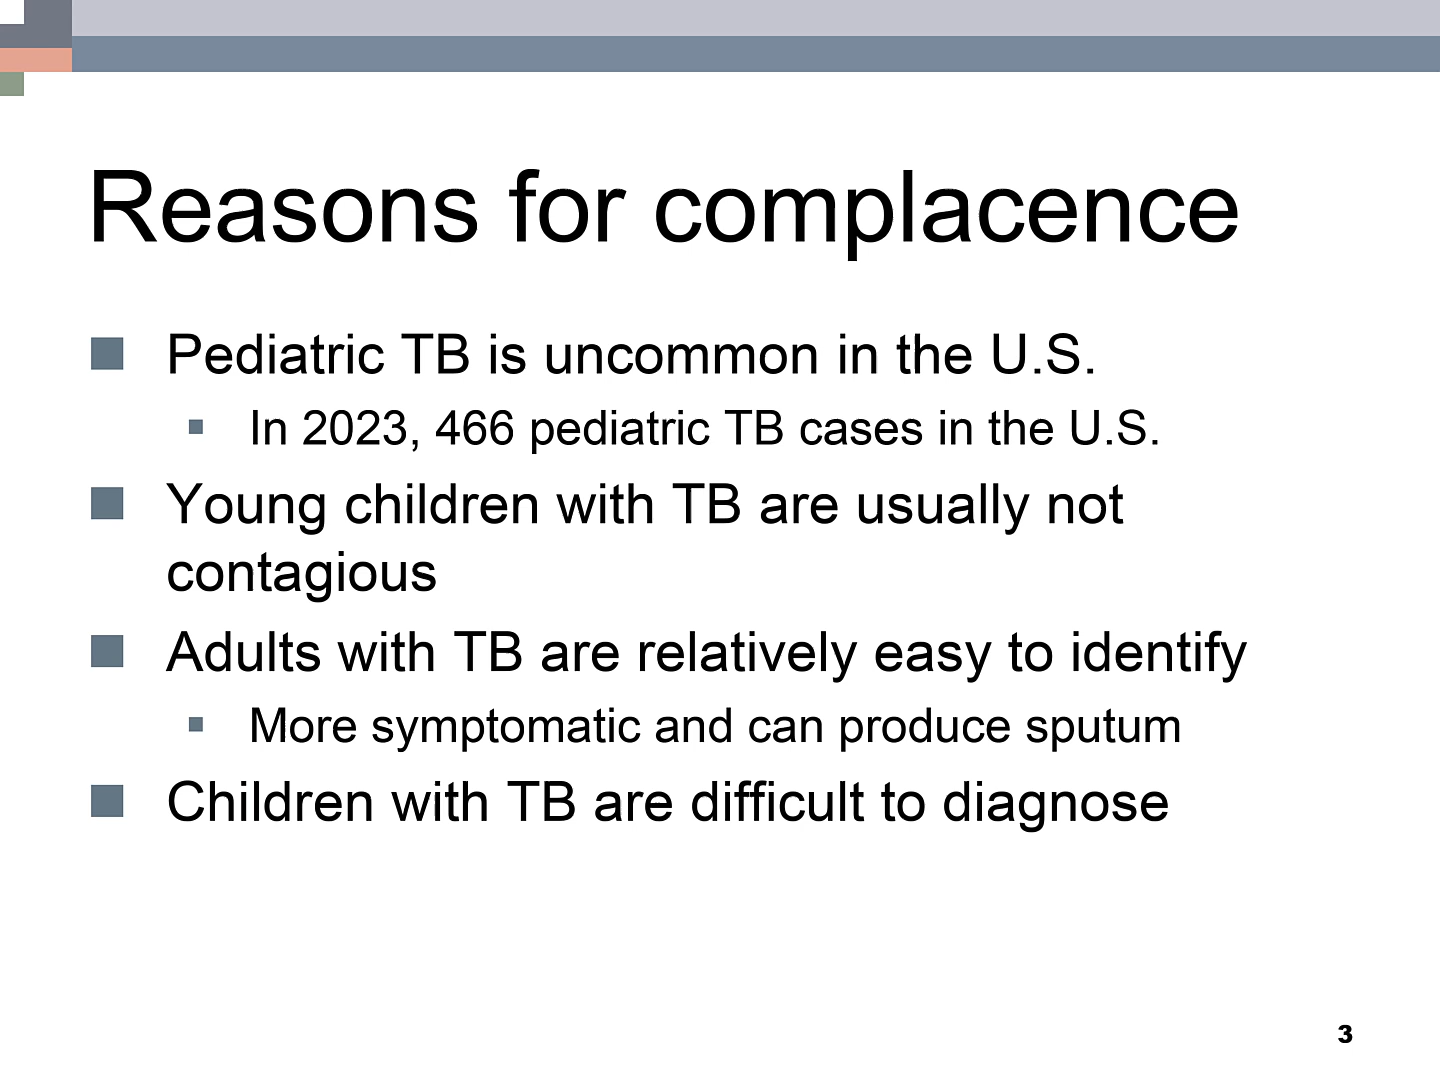 Reasons for complacence
Pediatric TB is uncommon in the U.S.
In 2023, 466 pediatric TB cases in the U.S.
Young children with TB are usually not
contagious
Adults with TB are relatively easy to identify
More symptomatic and can produce sputum
Children with TB are difficult to diagnose
3